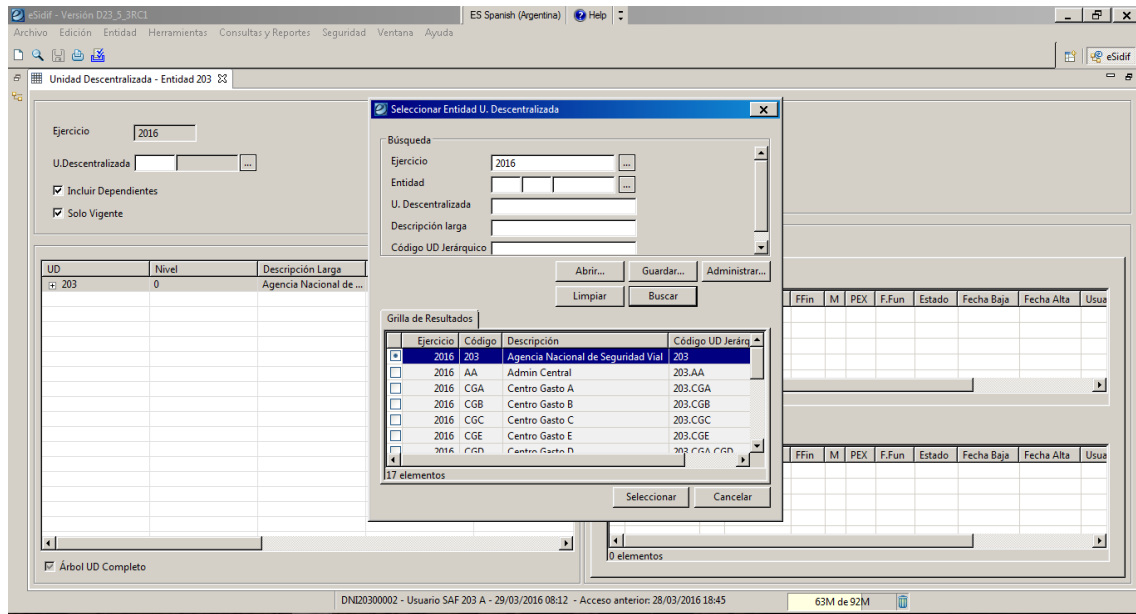 eSidif - Versión D23_5_3RC1
ES Spanish (Argentina) Help
Archivo Edición Entidad Herramientas Consultas y Reportes Seguridad Ventana Ayuda
eSidif
Unidad Descentralizada - Entidad 203
Ejercicio 2016
U.Descentralizada ...
Incluir Dependientes
Solo Vigente
UD Nivel Descripción Larga
203 0 Agencia Nacional de ...
Árbol UD Completo
Seleccionar Entidad U. Descentralizada
Búsqueda
Ejercicio 2016 ...
Entidad ...
U. Descentralizada
Descripción larga
Código UD Jerárquico
Abrir... Guardar... Administrar...
Limpiar Buscar
Grilla de Resultados
Ejercicio Código Descripción Código UD Jerárq
2016 203 Agencia Nacional de Seguridad Vial 203
2016 AA Admin Central 203.AA
2016 CGA Centro Gasto A 203.CGA
2016 CGB Centro Gasto B 203.CGB
2016 CGC Centro Gasto C 203.CGC
2016 CGE Centro Gasto E 203.CGE
2016 CGD Centro Gasto D 203.CGA.CGD
17 elementos
Seleccionar Cancelar
FFin M PEX F.Fun Estado Fecha Baja Fecha Alta Usua
FFin M PEX F.Fun Estado Fecha Baja Fecha Alta Usua
0 elementos
DNI20300002 - Usuario SAF 203 A - 29/03/2016 08:12 - Acceso anterior: 28/03/2016 18:45
63M de 92M